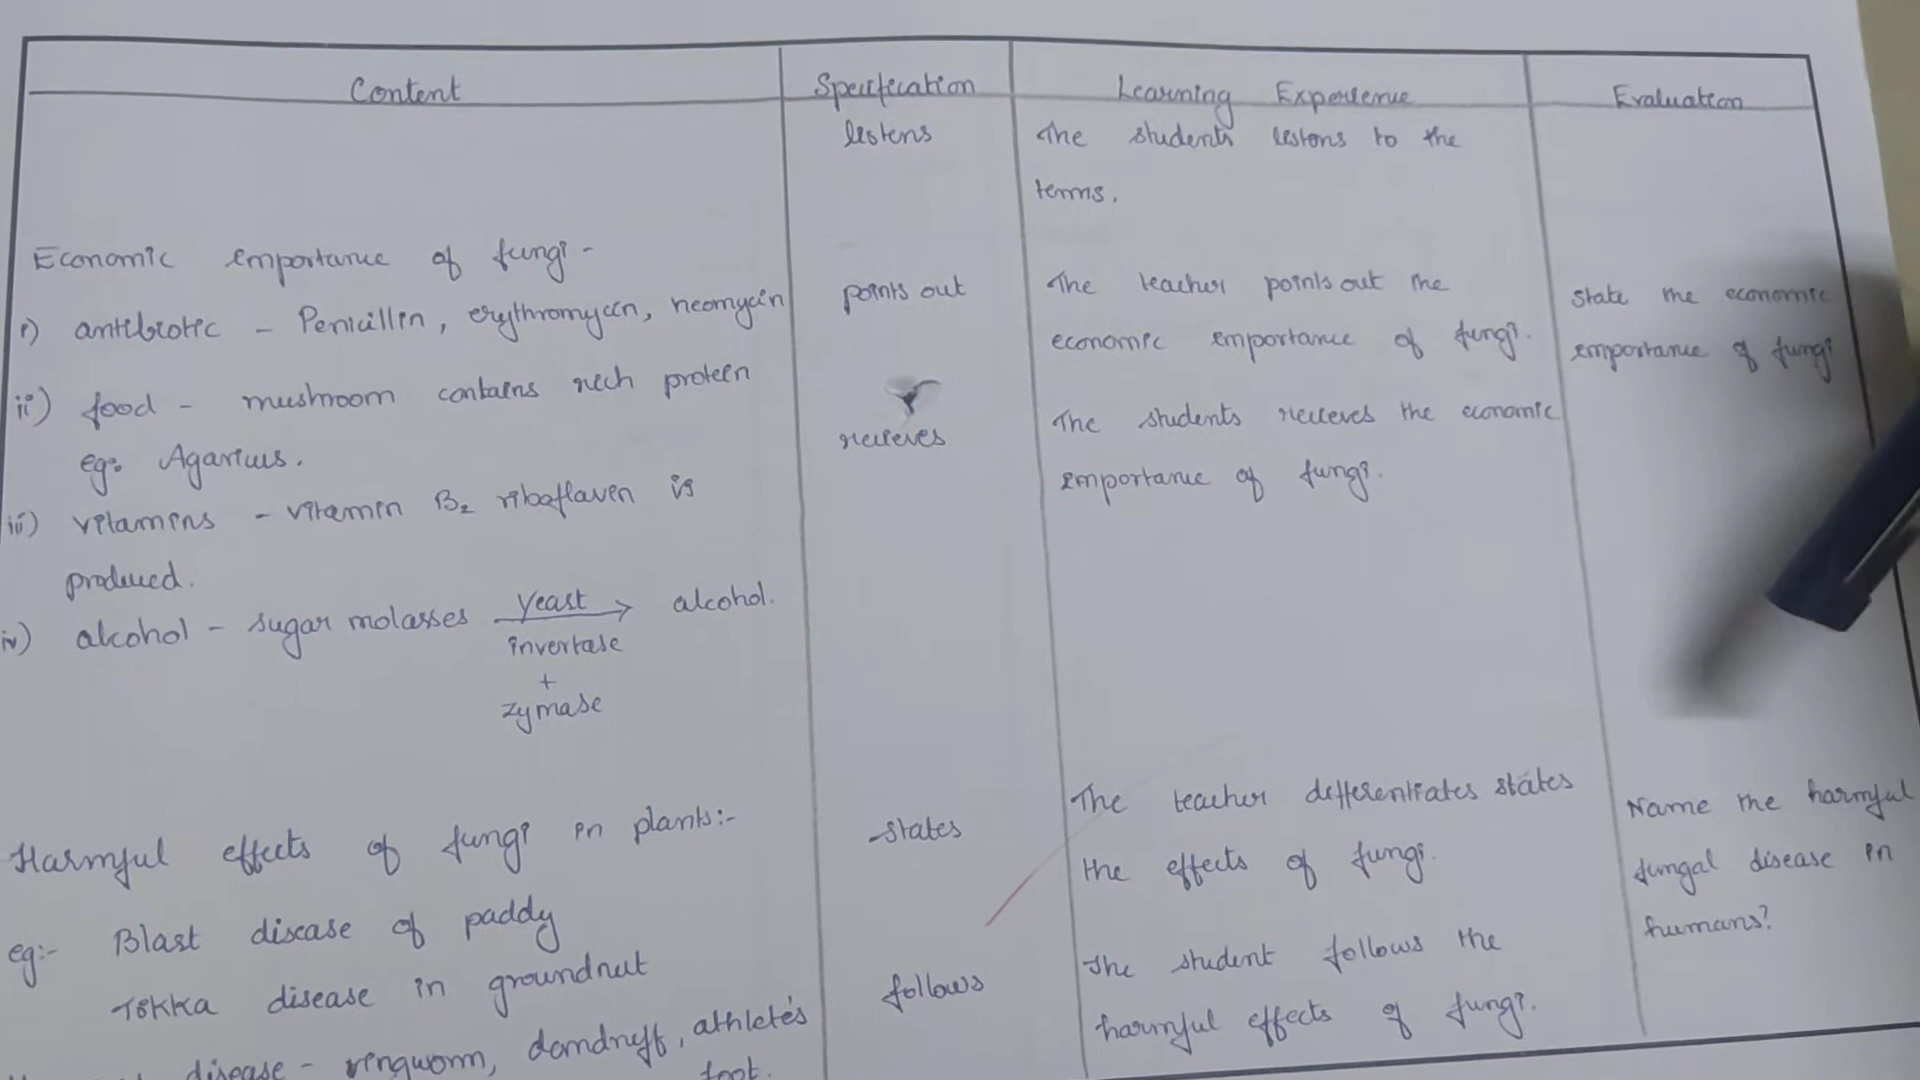 Content
Specification
Learning Experience
Evaluation
listens
The students listens to the
terms.
Economic importance of fungi -
i) antibiotic - Penicillin, erythromycin, neomycin
ii) food - mushroom contains rich protein
eg: Agaricus.
iii) vitamins - vitamin B2 riboflavin is
produced.
iv) alcohol - sugar molasses yeast → alcohol.
invertase
+
zymase
points out
The teacher points out the
economic importance of fungi.
State the economic
importance of fungi
recieves
The students recieves the economic
importance of fungi.
Harmful effects of fungi in plants:-
eg:- Blast disease of paddy
Tikka disease in groundnut
disease - ringworm, dandruff, athlete's
foot.
states
The teacher differentiates states
the effects of fungi.
Name the harmful
fungal disease in
humans?
follows
The student follows the
harmful effects of fungi.